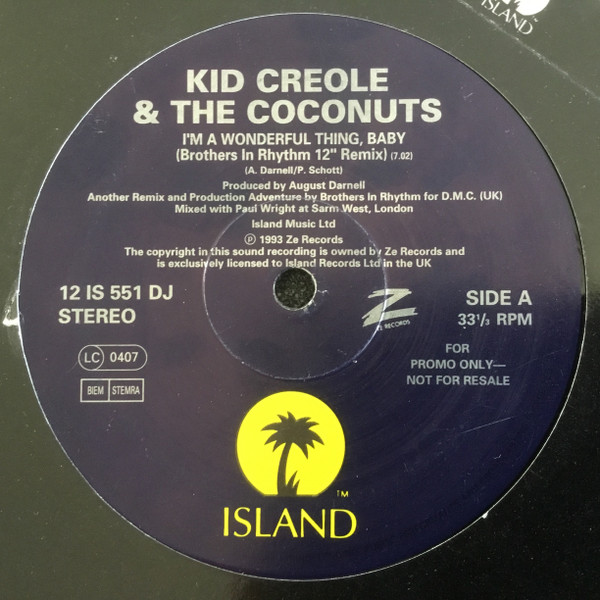 ISLAND
KID CREOLE
& THE COCONUTS
I'M A WONDERFUL THING, BABY
(Brothers In Rhythm 12" Remix) (7.02)
(A. Darnell/P. Schott)
Produced by August Darnell
Another Remix and Production Adventure by Brothers In Rhythm for D.M.C. (UK)
Mixed with Paul Wright at Sarm West, London
Island Music Ltd
℗ 1993 Ze Records
The copyright in this sound recording is owned by Ze Records and
is exclusively licensed to Island Records Ltd in the UK
12 IS 551 DJ
STEREO
LC 0407
BIEM STEMRA
Z
ZE RECORDS
SIDE A
33⅓ RPM
FOR
PROMO ONLY—
NOT FOR RESALE
TM
ISLAND